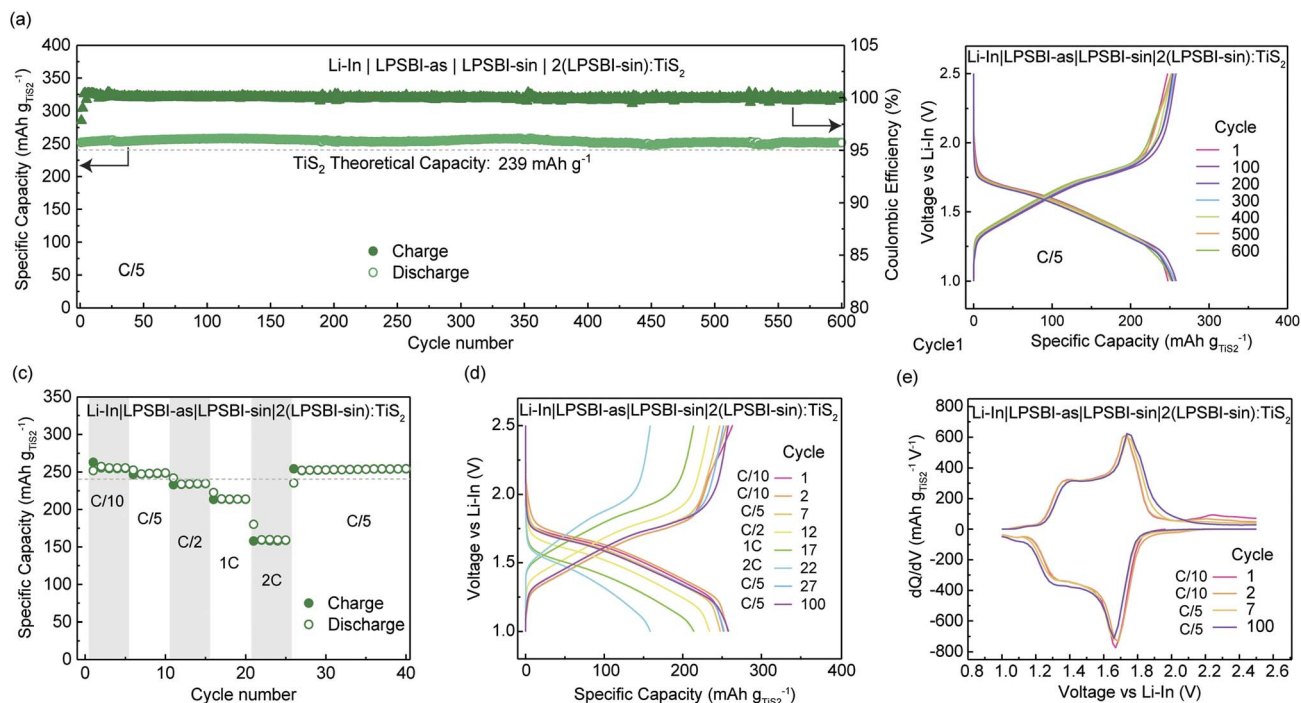 (a)
Li-In | LPSBI-as | LPSBI-sin | 2(LPSBI-sin):TiS₂
TiS₂ Theoretical Capacity: 239 mAh g⁻¹
Charge
Discharge
C/5
Specific Capacity (mAh g_TiS2⁻¹)
400
350
300
250
200
150
100
50
0
105
100
95
90
85
80
Coulombic Efficiency (%)
0 50 100 150 200 250 300 350 400 450 500 550 600
Cycle number
Li-In|LPSBI-as|LPSBI-sin|2(LPSBI-sin):TiS₂
Voltage vs Li-In (V)
2.5
2.0
1.5
1.0
Cycle
1
100
200
300
400
500
600
C/5
0 100 200 300 400
Cycle1
Specific Capacity (mAh g_TiS2⁻¹)
(c)
Li-In|LPSBI-as|LPSBI-sin|2(LPSBI-sin):TiS₂
Specific Capacity (mAh g_TiS2⁻¹)
350
300
250
200
150
100
50
0
C/10
C/5
C/2
1C
2C
C/5
Charge
Discharge
0 10 20 30 40
Cycle number
(d)
Li-In|LPSBI-as|LPSBI-sin|2(LPSBI-sin):TiS₂
Voltage vs Li-In (V)
2.5
2.0
1.5
1.0
Cycle
C/10 1
C/10 2
C/5 7
C/2 12
1C 17
2C 22
C/5 27
C/5 100
0 100 200 300 400
Specific Capacity (mAh g_TiS2⁻¹)
(e)
Li-In|LPSBI-as|LPSBI-sin|2(LPSBI-sin):TiS₂
dQ/dV (mAh g_TiS2⁻¹ V⁻¹)
800
600
400
200
0
-200
-400
-600
-800
Cycle
C/10 1
C/10 2
C/5 7
C/5 100
1.0 1.2 1.4 1.6 1.8 2.0 2.2 2.4 2.6
Voltage vs Li-In (V)